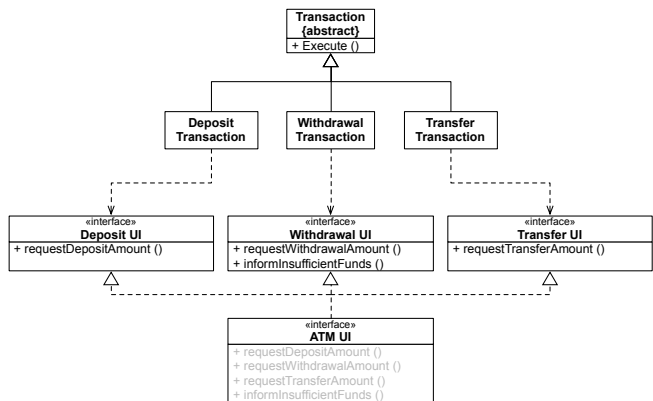 Transaction
{abstract}
+ Execute ()
Deposit
Transaction
Withdrawal
Transaction
Transfer
Transaction
«interface»
Deposit UI
+ requestDepositAmount ()
«interface»
Withdrawal UI
+ requestWithdrawalAmount ()
+ informInsufficientFunds ()
«interface»
Transfer UI
+ requestTransferAmount ()
«interface»
ATM UI
+ requestDepositAmount ()
+ requestWithdrawalAmount ()
+ requestTransferAmount ()
+ informInsufficientFunds ()